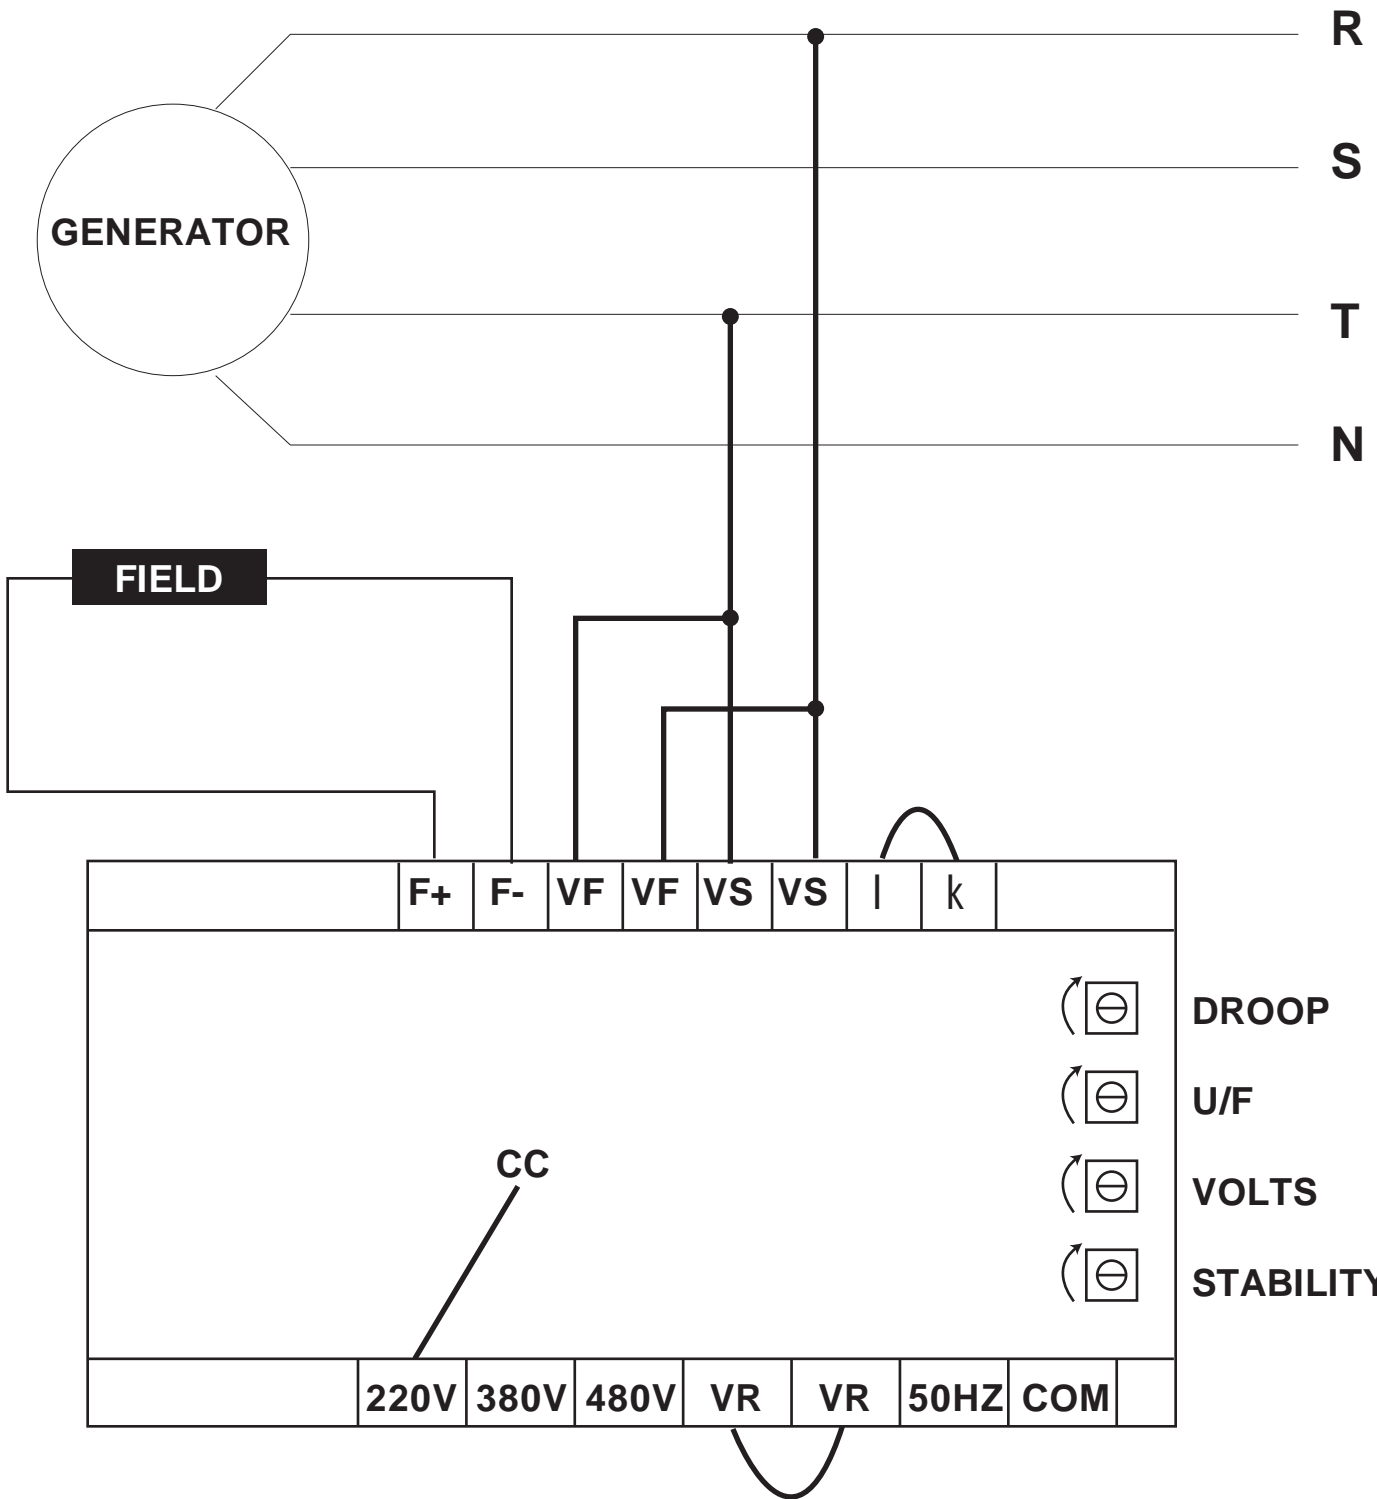 R
S
GENERATOR
T
N
FIELD
F+ F- VF VF VS VS l k
DROOP
U/F
CC
VOLTS
STABILITY
220V 380V 480V VR VR 50HZ COM